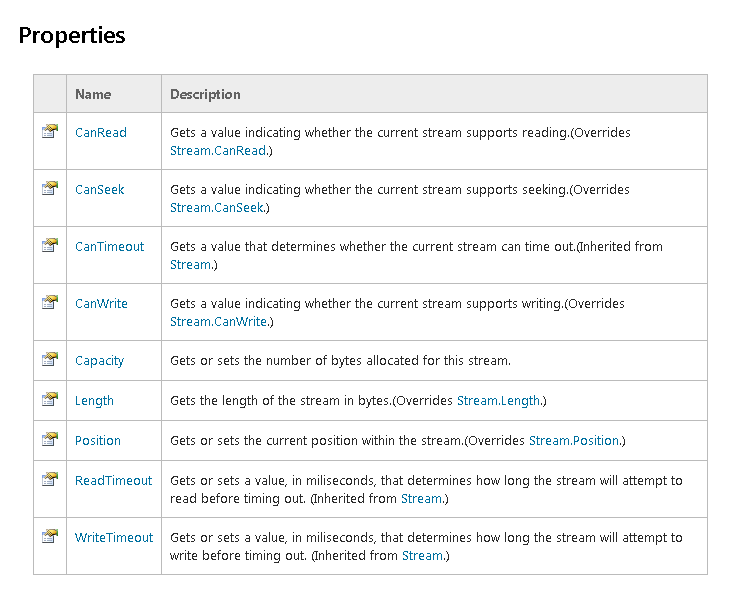 Properties
Name Description
CanRead Gets a value indicating whether the current stream supports reading.(Overrides
Stream.CanRead.)
CanSeek Gets a value indicating whether the current stream supports seeking.(Overrides
Stream.CanSeek.)
CanTimeout Gets a value that determines whether the current stream can time out.(Inherited from
Stream.)
CanWrite Gets a value indicating whether the current stream supports writing.(Overrides
Stream.CanWrite.)
Capacity Gets or sets the number of bytes allocated for this stream.
Length Gets the length of the stream in bytes.(Overrides Stream.Length.)
Position Gets or sets the current position within the stream.(Overrides Stream.Position.)
ReadTimeout Gets or sets a value, in miliseconds, that determines how long the stream will attempt to
read before timing out. (Inherited from Stream.)
WriteTimeout Gets or sets a value, in miliseconds, that determines how long the stream will attempt to
write before timing out. (Inherited from Stream.)